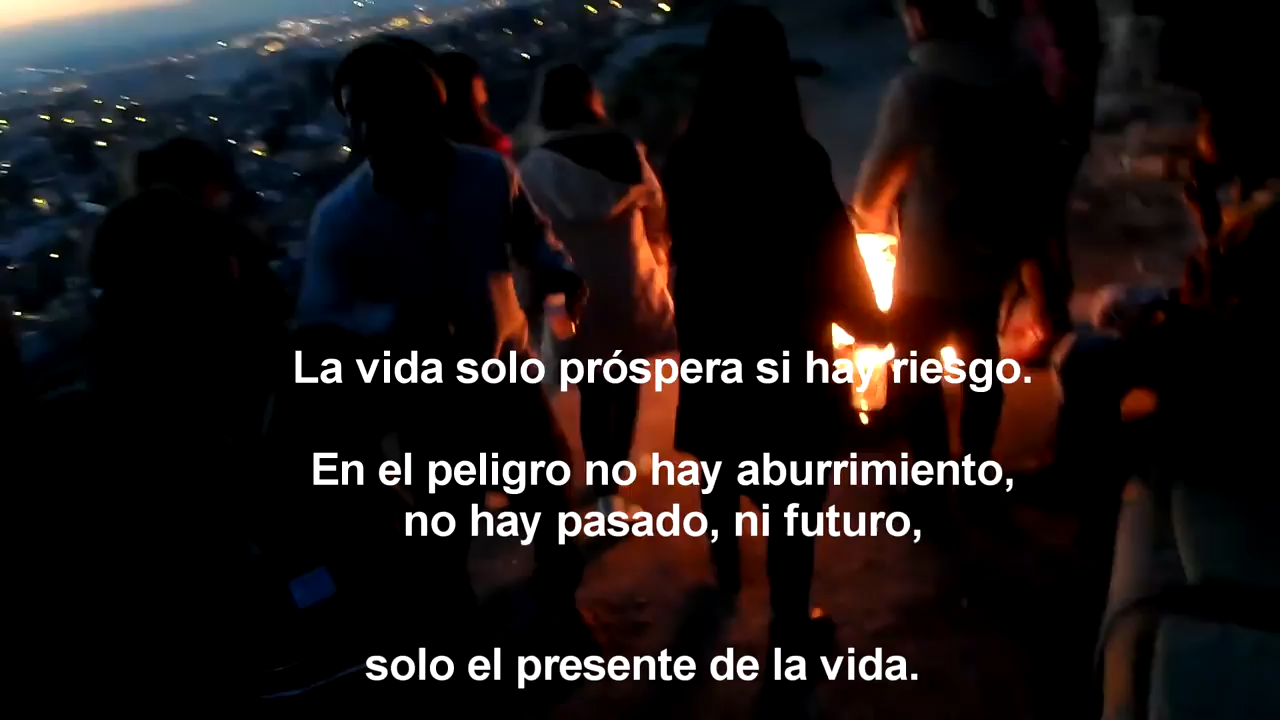 La vida solo próspera si hay riesgo.
En el peligro no hay aburrimiento,
no hay pasado, ni futuro,
solo el presente de la vida.